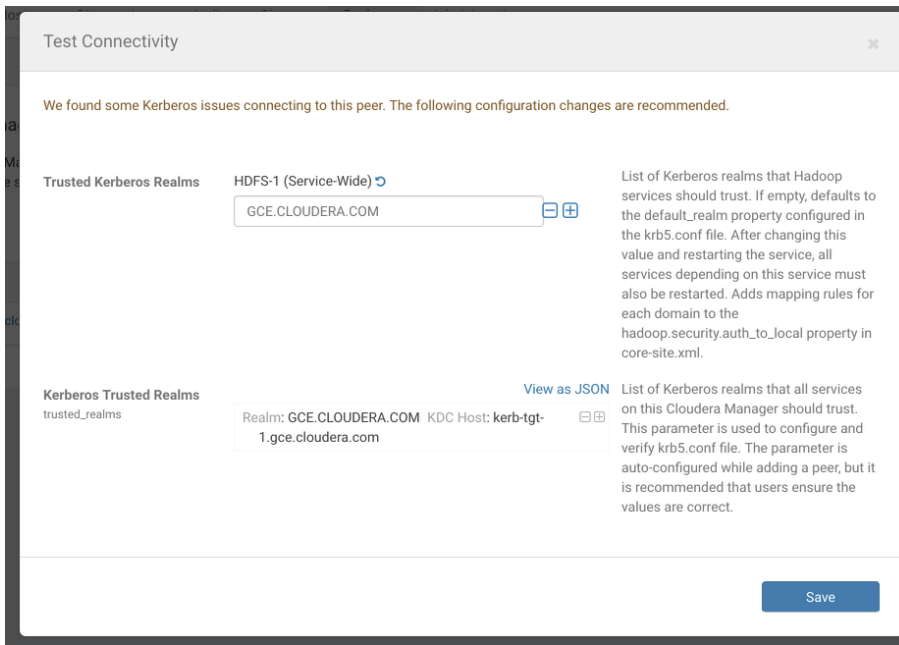 Test Connectivity
×
We found some Kerberos issues connecting to this peer. The following configuration changes are recommended.
Trusted Kerberos Realms
HDFS-1 (Service-Wide)
GCE.CLOUDERA.COM
List of Kerberos realms that Hadoop
services should trust. If empty, defaults to
the default_realm property configured in
the krb5.conf file. After changing this
value and restarting the service, all
services depending on this service must
also be restarted. Adds mapping rules for
each domain to the
hadoop.security.auth_to_local property in
core-site.xml.
Kerberos Trusted Realms
trusted_realms
View as JSON
Realm: GCE.CLOUDERA.COM KDC Host: kerb-tgt-
1.gce.cloudera.com
List of Kerberos realms that all services
on this Cloudera Manager should trust.
This parameter is used to configure and
verify krb5.conf file. The parameter is
auto-configured while adding a peer, but it
is recommended that users ensure the
values are correct.
Save